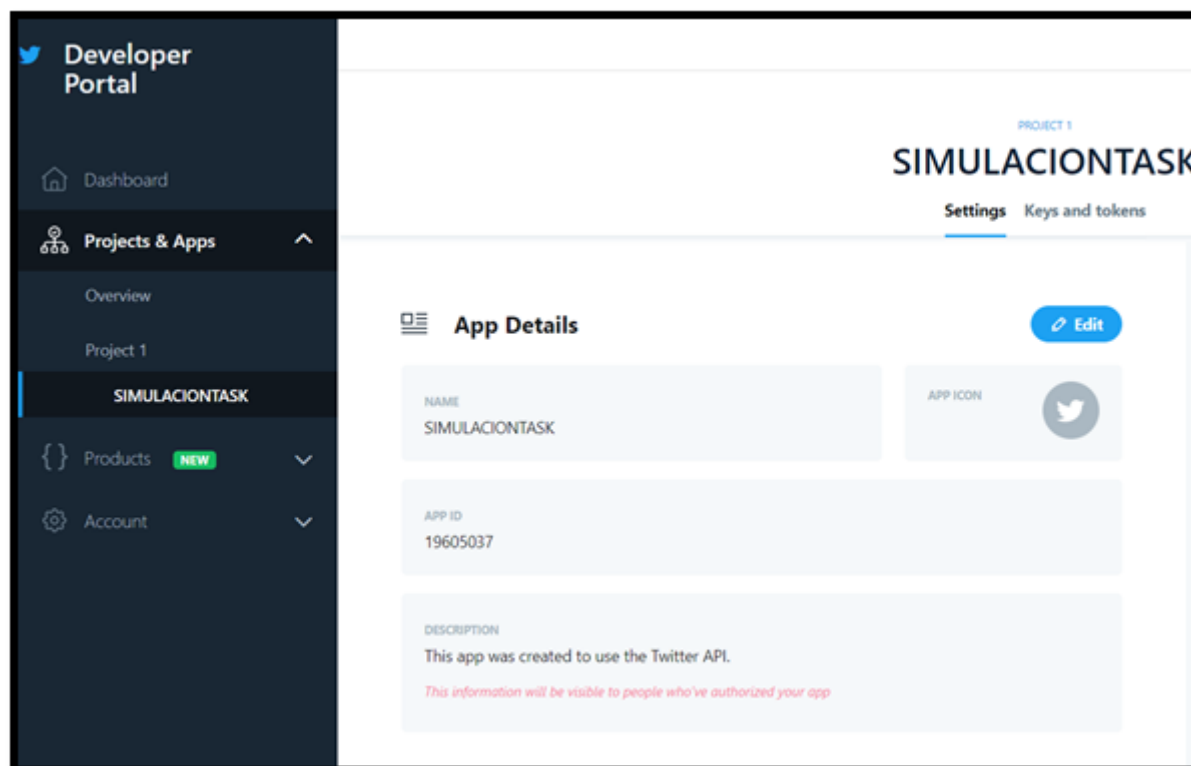 Developer
Portal
Dashboard
Projects & Apps
Overview
Project 1
SIMULACIONTASK
Products NEW
Account
PROJECT 1
SIMULACIONTASK
Settings Keys and tokens
App Details
Edit
NAME
SIMULACIONTASK
APP ICON
APP ID
19605037
DESCRIPTION
This app was created to use the Twitter API.
This information will be visible to people who've authorized your app